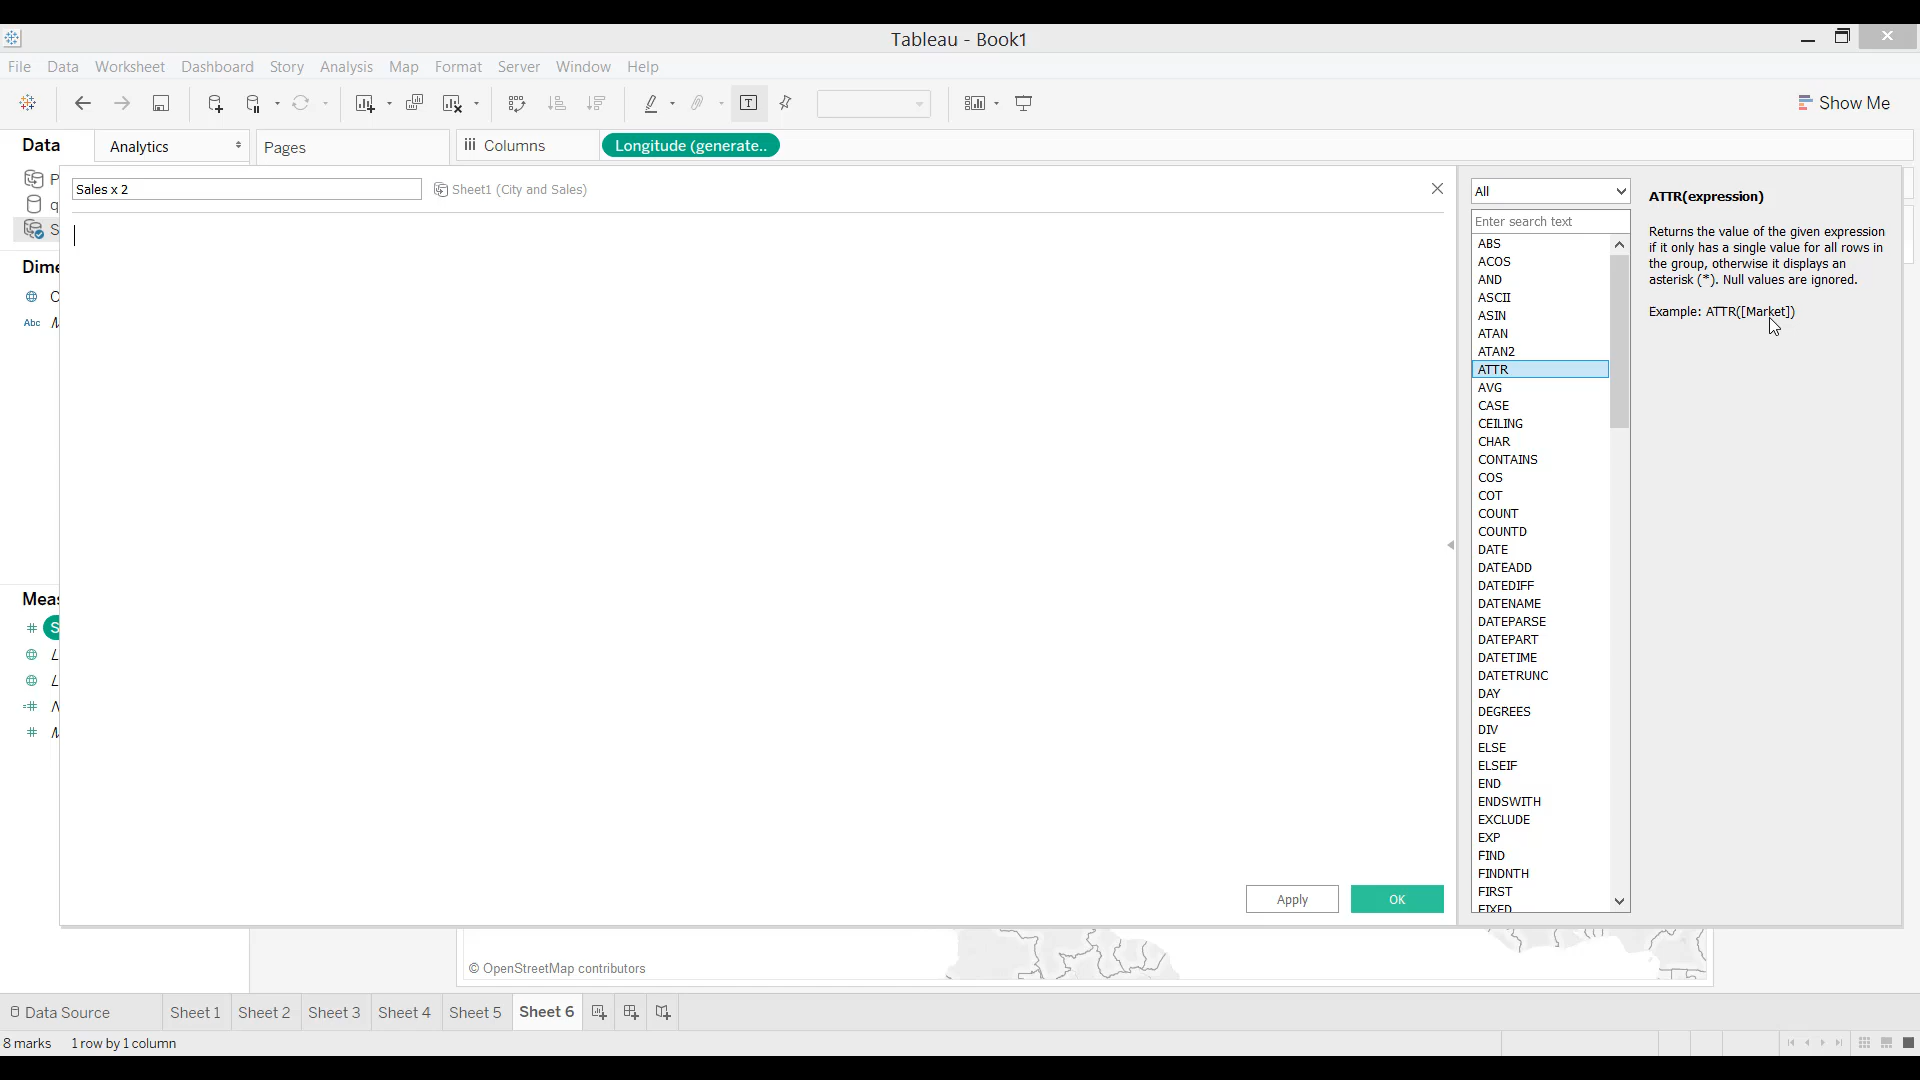 Tableau - Book1
File Data Worksheet Dashboard Story Analysis Map Format Server Window Help
Show Me
Data
Analytics
Pages
Columns
Longitude (generate..
Sales x 2
Sheet1 (City and Sales)
All
Enter search text
ABS
ACOS
AND
ASCII
ASIN
ATAN
ATAN2
ATTR
AVG
CASE
CEILING
CHAR
CONTAINS
COS
COT
COUNT
COUNTD
DATE
DATEADD
DATEDIFF
DATENAME
DATEPARSE
DATEPART
DATETIME
DATETRUNC
DAY
DEGREES
DIV
ELSE
ELSEIF
END
ENDSWITH
EXCLUDE
EXP
FIND
FINDNTH
FIRST
FIXED
ATTR(expression)
Returns the value of the given expression
if it only has a single value for all rows in
the group, otherwise it displays an
asterisk (*). Null values are ignored.
Example: ATTR([Market])
Abc
Apply
OK
© OpenStreetMap contributors
Data Source
Sheet 1
Sheet 2
Sheet 3
Sheet 4
Sheet 5
Sheet 6
8 marks
1 row by 1 column